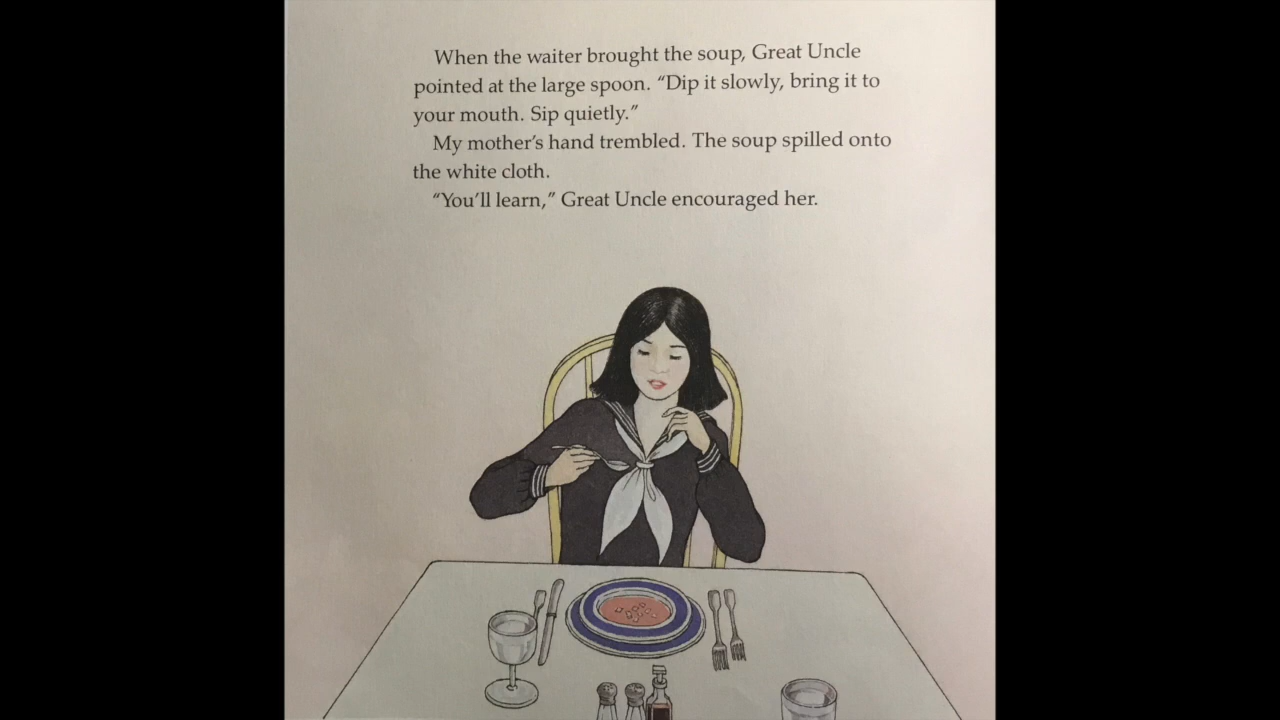 When the waiter brought the soup, Great Uncle
pointed at the large spoon. “Dip it slowly, bring it to
your mouth. Sip quietly.”
My mother’s hand trembled. The soup spilled onto
the white cloth.
“You’ll learn,” Great Uncle encouraged her.